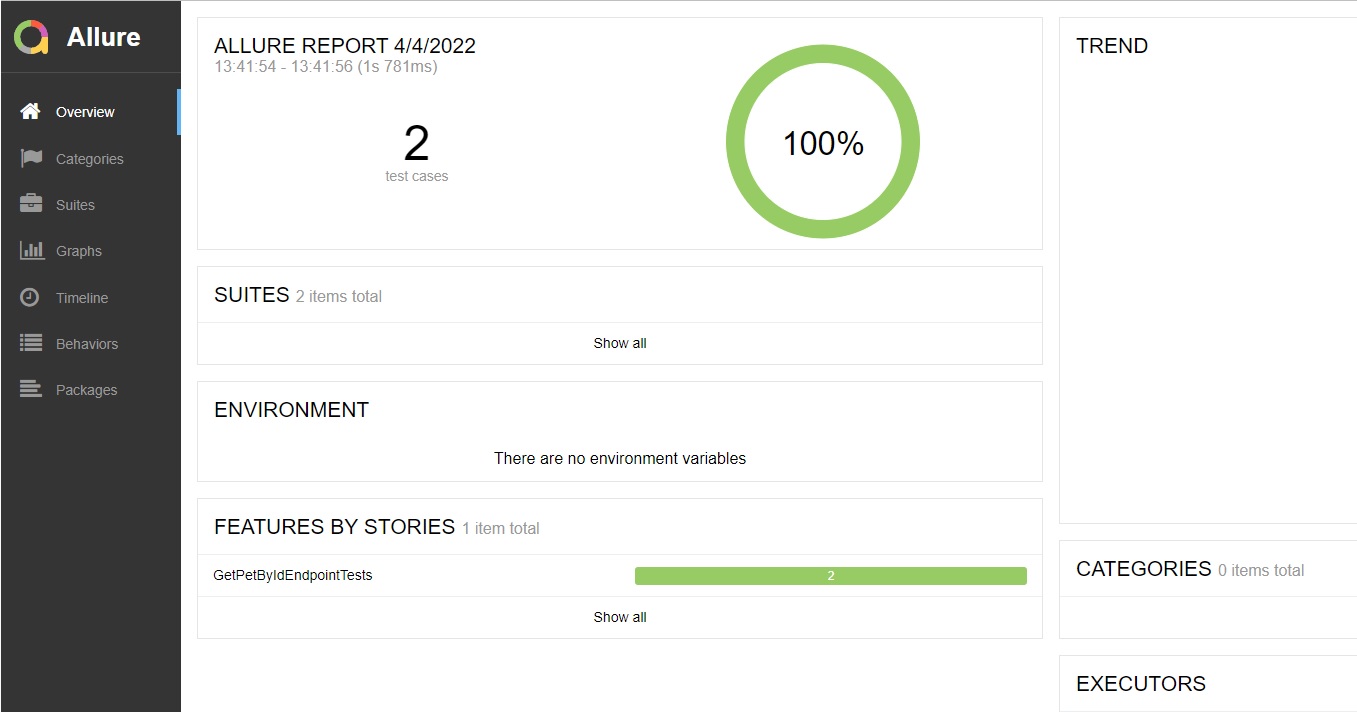 Allure
Overview
Categories
Suites
Graphs
Timeline
Behaviors
Packages
ALLURE REPORT 4/4/2022
13:41:54 - 13:41:56 (1s 781ms)
2
test cases
100%
SUITES 2 items total
Show all
ENVIRONMENT
There are no environment variables
FEATURES BY STORIES 1 item total
GetPetByIdEndpointTests 2
Show all
TREND
CATEGORIES 0 items total
EXECUTORS